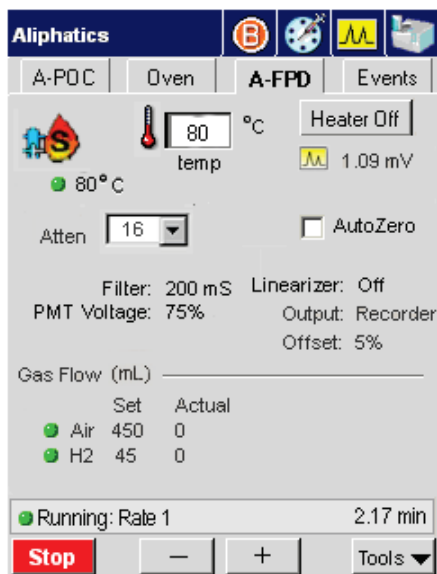 Aliphatics B
A-POC Oven A-FPD Events
S 80 °C Heater Off
temp 1.09 mV
80°C
Atten 16 AutoZero
Filter: 200 mS Linearizer: Off
PMT Voltage: 75% Output: Recorder
Offset: 5%
Gas Flow (mL)
Set Actual
Air 450 0
H2 45 0
Running: Rate 1 2.17 min
Stop − + Tools